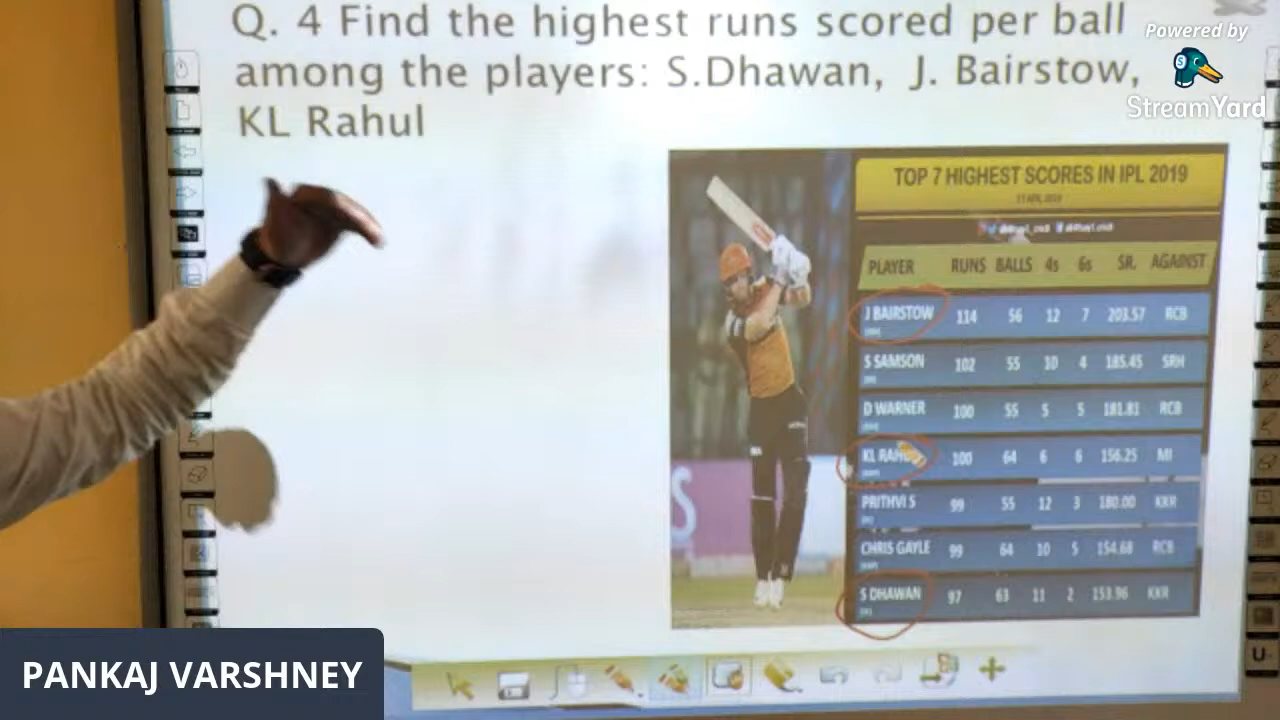 Q. 4 Find the highest runs scored per ball
among the players: S.Dhawan, J. Bairstow,
KL Rahul
Powered by
StreamYard
TOP 7 HIGHEST SCORES IN IPL 2019
PLAYER RUNS BALLS 4s 6s SR. AGAINST
J BAIRSTOW 114 56 12 7 203.57 RCB
S SAMSON 102 55 10 4 185.45 SRH
D WARNER 100 55 5 5 181.81 RCB
KL RAHUL 100 64 6 6 156.25 MI
PRITHVI S 99 55 12 3 180.00 KKR
CHRIS GAYLE 99 64 10 5 154.68 RCB
S DHAWAN 97 63 11 2 153.96 KKR
PANKAJ VARSHNEY